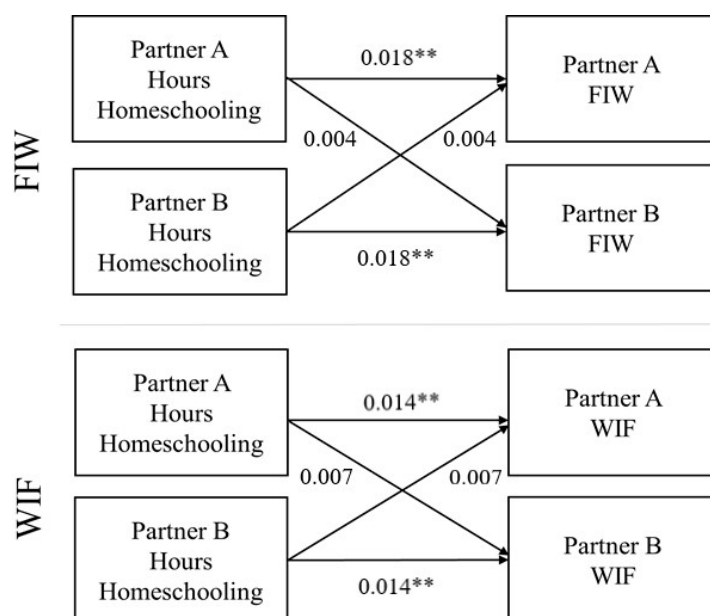 FIW
Partner A
Hours
Homeschooling
0.018**
Partner A
FIW
0.004
0.004
Partner B
Hours
Homeschooling
0.018**
Partner B
FIW
WIF
Partner A
Hours
Homeschooling
0.014**
Partner A
WIF
0.007
0.007
Partner B
Hours
Homeschooling
0.014**
Partner B
WIF